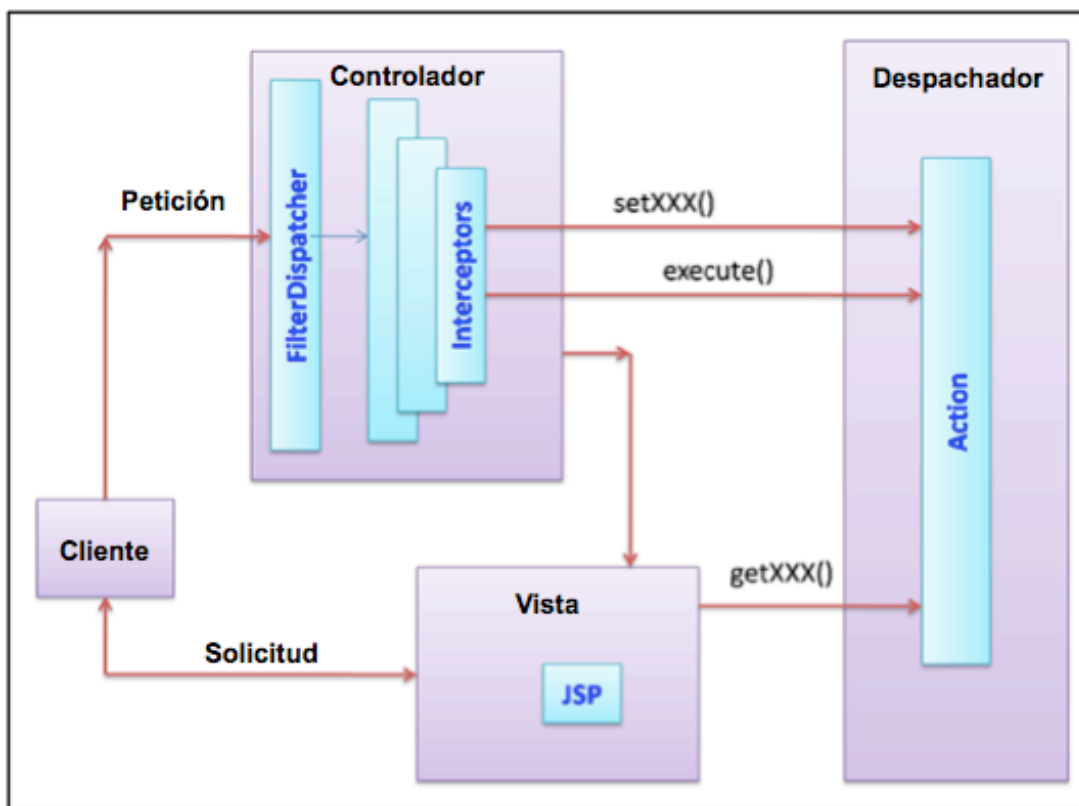 Controlador
Despachador
Petición
FilterDispatcher
Interceptors
setXXX()
execute()
Action
Cliente
Solicitud
Vista
JSP
getXXX()